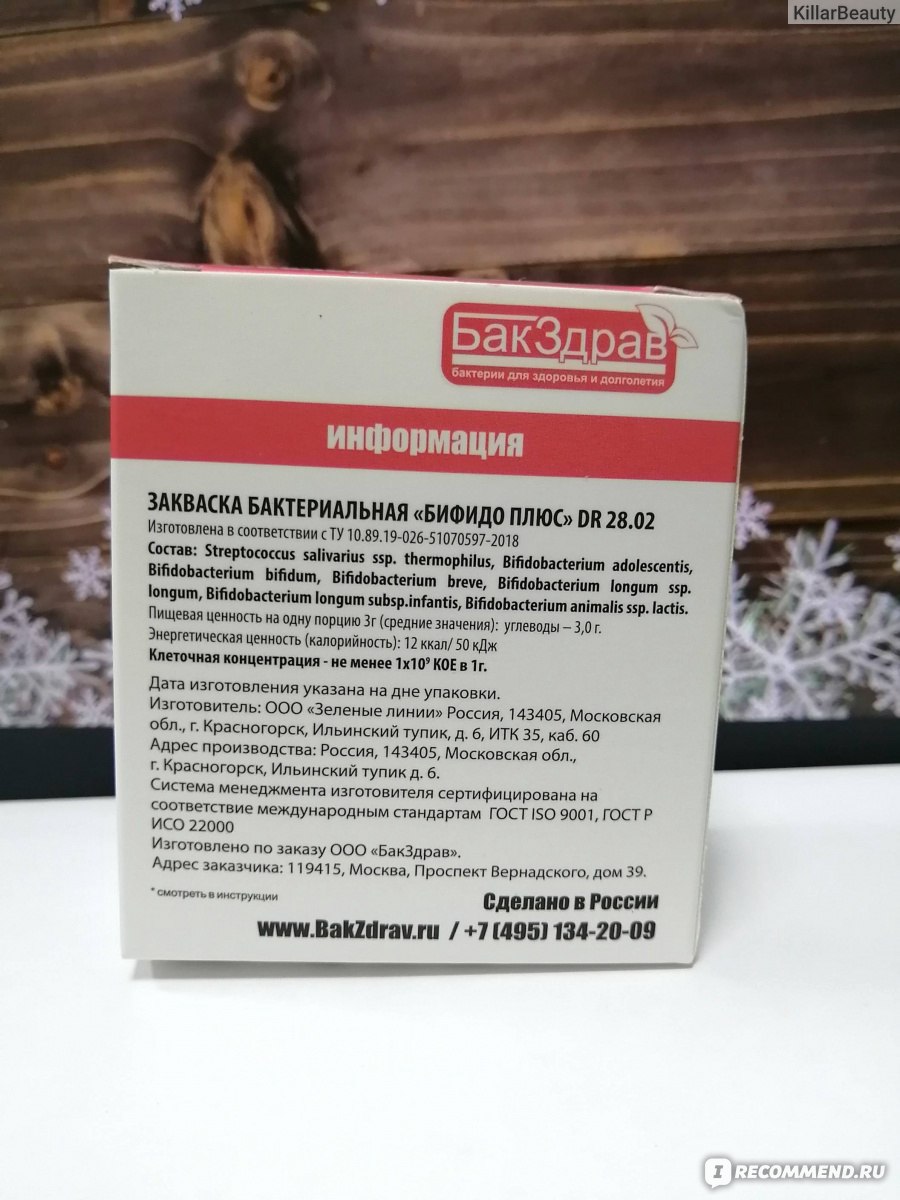 KillarBeauty
БакЗдрав
бактерии для здоровья и долголетия
информация
ЗАКВАСКА БАКТЕРИАЛЬНАЯ «БИФИДО ПЛЮС» DR 28.02
Изготовлена в соответствии с ТУ 10.89.19-026-51070597-2018
Состав: Streptococcus salivarius ssp. thermophilus, Bifidobacterium adolescentis,
Bifidobacterium bifidum, Bifidobacterium breve, Bifidobacterium longum ssp.
longum, Bifidobacterium longum subsp.infantis, Bifidobacterium animalis ssp. lactis.
Пищевая ценность на одну порцию 3г (средние значения): углеводы – 3,0 г.
Энергетическая ценность (калорийность): 12 ккал/ 50 кДж
Клеточная концентрация - не менее 1х10⁹ КОЕ в 1г.
Дата изготовления указана на дне упаковки.
Изготовитель: ООО «Зеленые линии» Россия, 143405, Московская
обл., г. Красногорск, Ильинский тупик, д. 6, ИТК 35, каб. 60
Адрес производства: Россия, 143405, Московская обл.,
г. Красногорск, Ильинский тупик д. 6.
Система менеджмента изготовителя сертифицирована на
соответствие международным стандартам ГОСТ ISO 9001, ГОСТ Р
ИСО 22000
Изготовлено по заказу ООО «БакЗдрав».
Адрес заказчика: 119415, Москва, Проспект Вернадского, дом 39.
* смотреть в инструкции
Сделано в России
www.BakZdrav.ru / +7 (495) 134-20-09
IRECOMMEND.RU